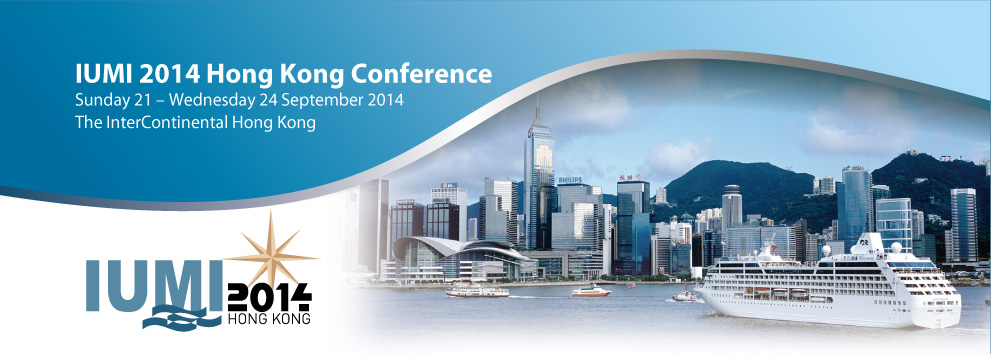 IUMI 2014 Hong Kong Conference
Sunday 21 – Wednesday 24 September 2014
The InterContinental Hong Kong
PHILIPS
IUMI 2014
HONG KONG